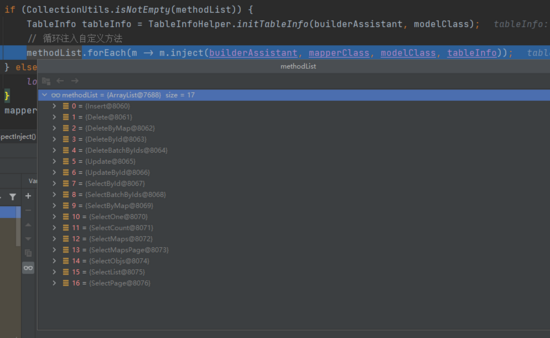 if (CollectionUtils.isNotEmpty(methodList)) {
TableInfo tableInfo = TableInfoHelper.initTableInfo(builderAssistant, modelClass); tableInfo:
// 循环注入自定义方法
methodList.forEach(m -> m.inject(builderAssistant, mapperClass, modelClass, tableInfo));
} else
lo
}
mapper
pectInject()
Va
methodList
methodList = {ArrayList@7688} size = 17
0 = {Insert@8060}
1 = {Delete@8061}
2 = {DeleteByMap@8062}
3 = {DeleteById@8063}
4 = {DeleteBatchByIds@8064}
5 = {Update@8065}
6 = {UpdateById@8066}
7 = {SelectById@8067}
8 = {SelectBatchByIds@8068}
9 = {SelectByMap@8069}
10 = {SelectOne@8070}
11 = {SelectCount@8071}
12 = {SelectMaps@8072}
13 = {SelectMapsPage@8073}
14 = {SelectObjs@8074}
15 = {SelectList@8075}
16 = {SelectPage@8076}